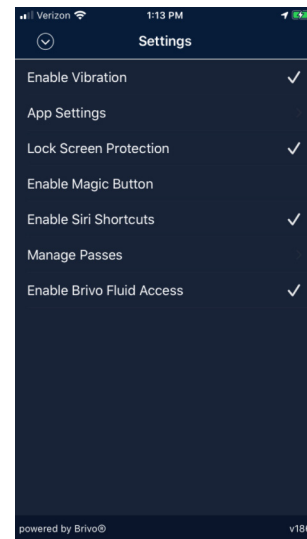 Verizon 1:13 PM
Settings
Enable Vibration
App Settings
Lock Screen Protection
Enable Magic Button
Enable Siri Shortcuts
Manage Passes
Enable Brivo Fluid Access
powered by Brivo®